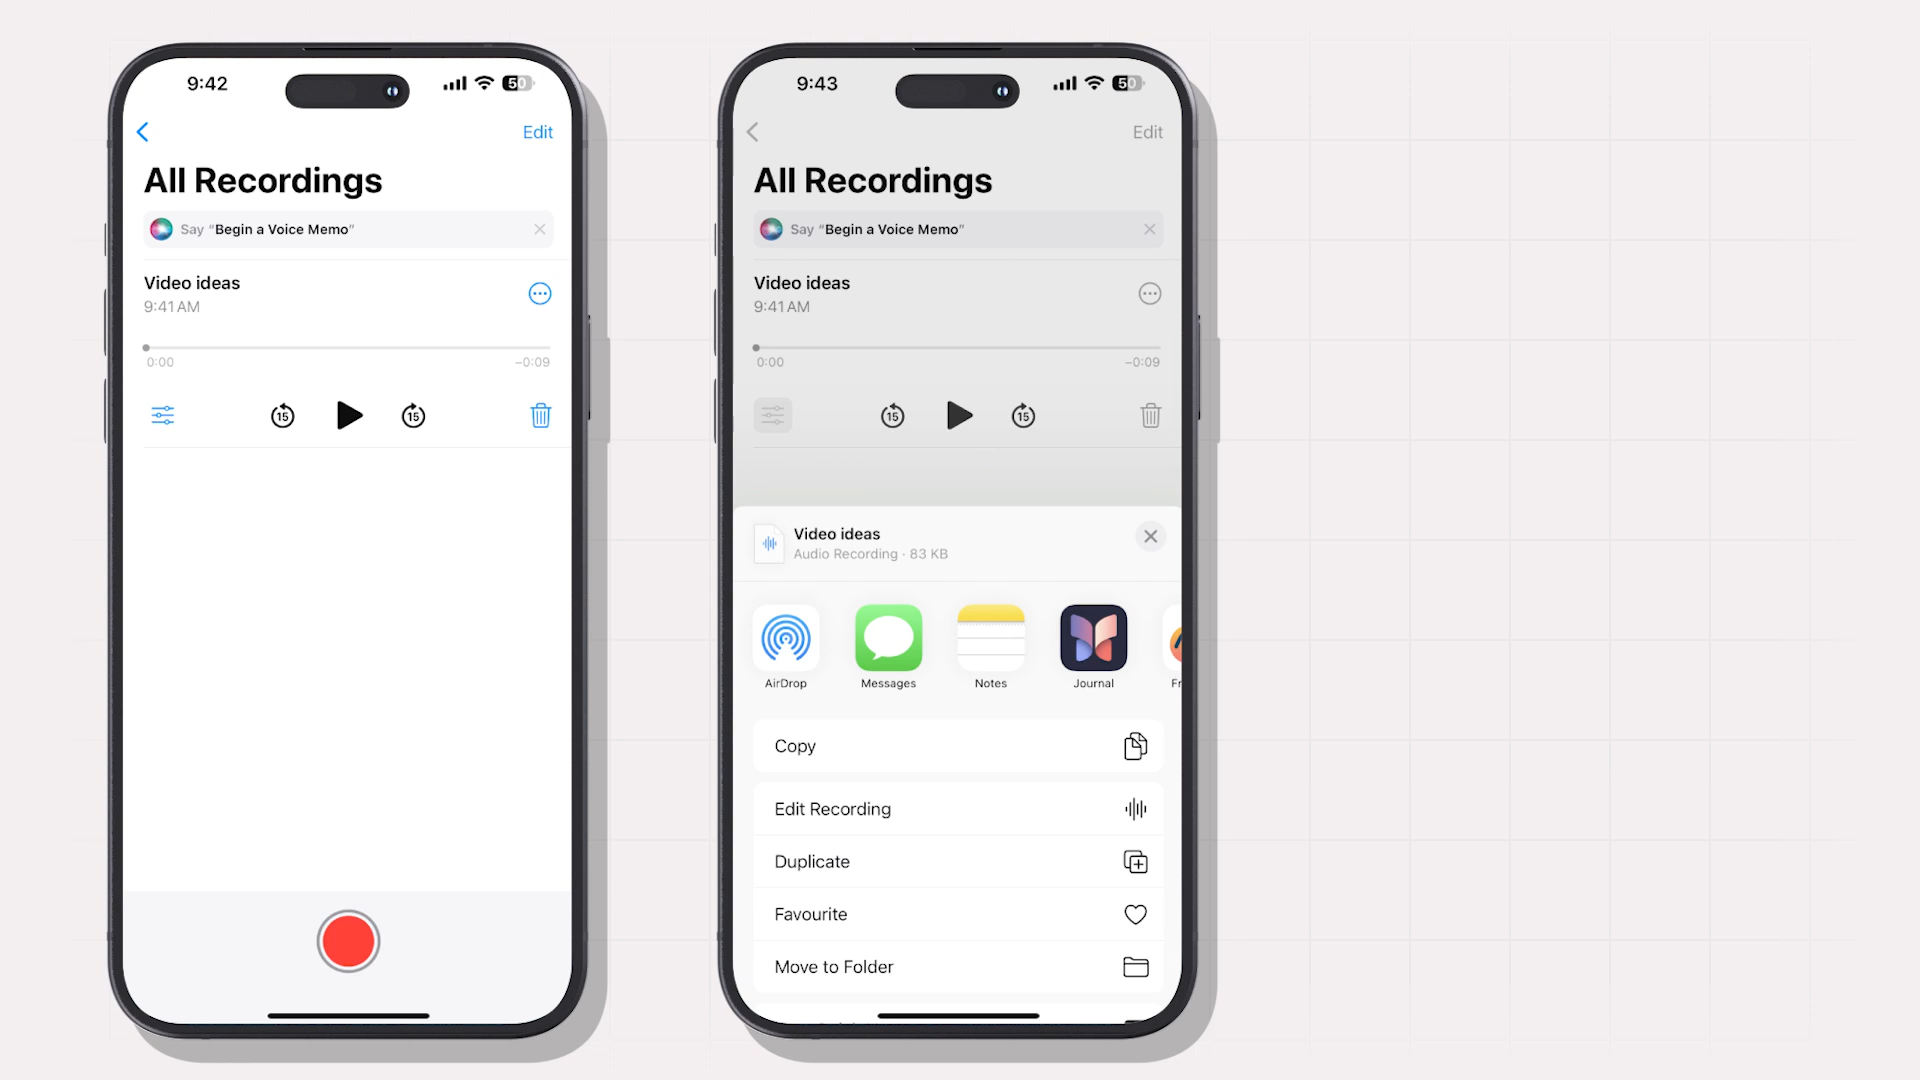 9:42
50
Edit
All Recordings
Say “Begin a Voice Memo”
Video ideas
9:41 AM
0:00
−0:09
15
15
9:43
50
Edit
All Recordings
Say “Begin a Voice Memo”
Video ideas
9:41 AM
0:00
−0:09
15
15
Video ideas
Audio Recording · 83 KB
AirDrop
Messages
Notes
Journal
Copy
Edit Recording
Duplicate
Favourite
Move to Folder